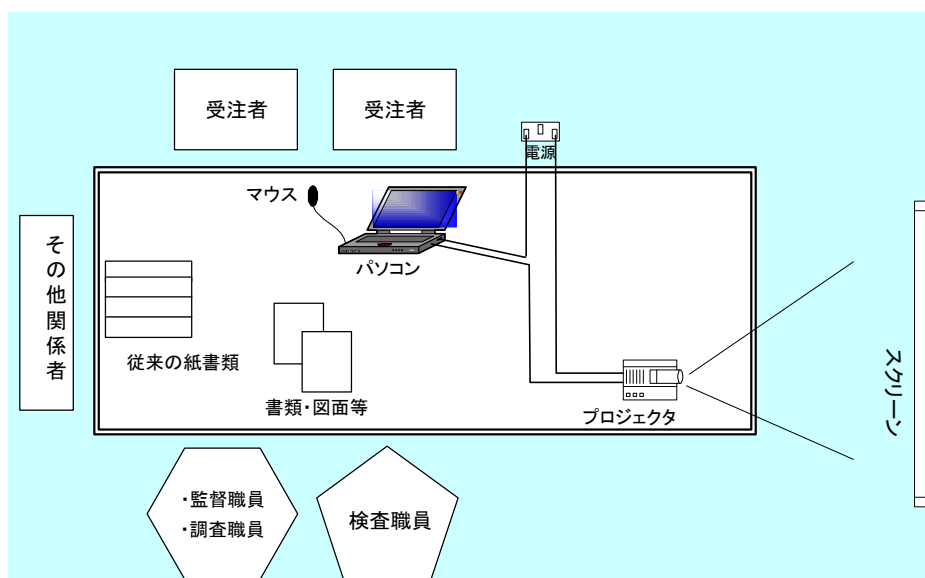 受注者
受注者
電源
マウス
パソコン
その他関係者
従来の紙書類
書類・図面等
プロジェクタ
スクリーン
・監督職員
・調査職員
検査職員